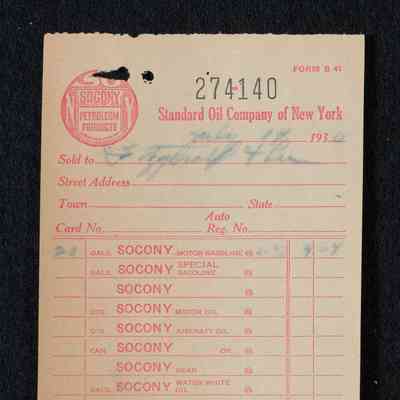 FORM B 41
274140
SOCONY
PETROLEUM
PRODUCTS
Standard Oil Company of New York
July 193
Sold to
Street Address
Town State
Auto
Card No. Reg. No.
20 GALS. SOCONY MOTOR GASOLINE @
GALS. SOCONY SPECIAL GASOLINE @
SOCONY @
QTS. SOCONY MOTOR OIL @
QTS. SOCONY AIRCRAFT OIL @
CAN SOCONY OIL @
SOCONY GEAR @
GALS. SOCONY WATER WHITE OIL @